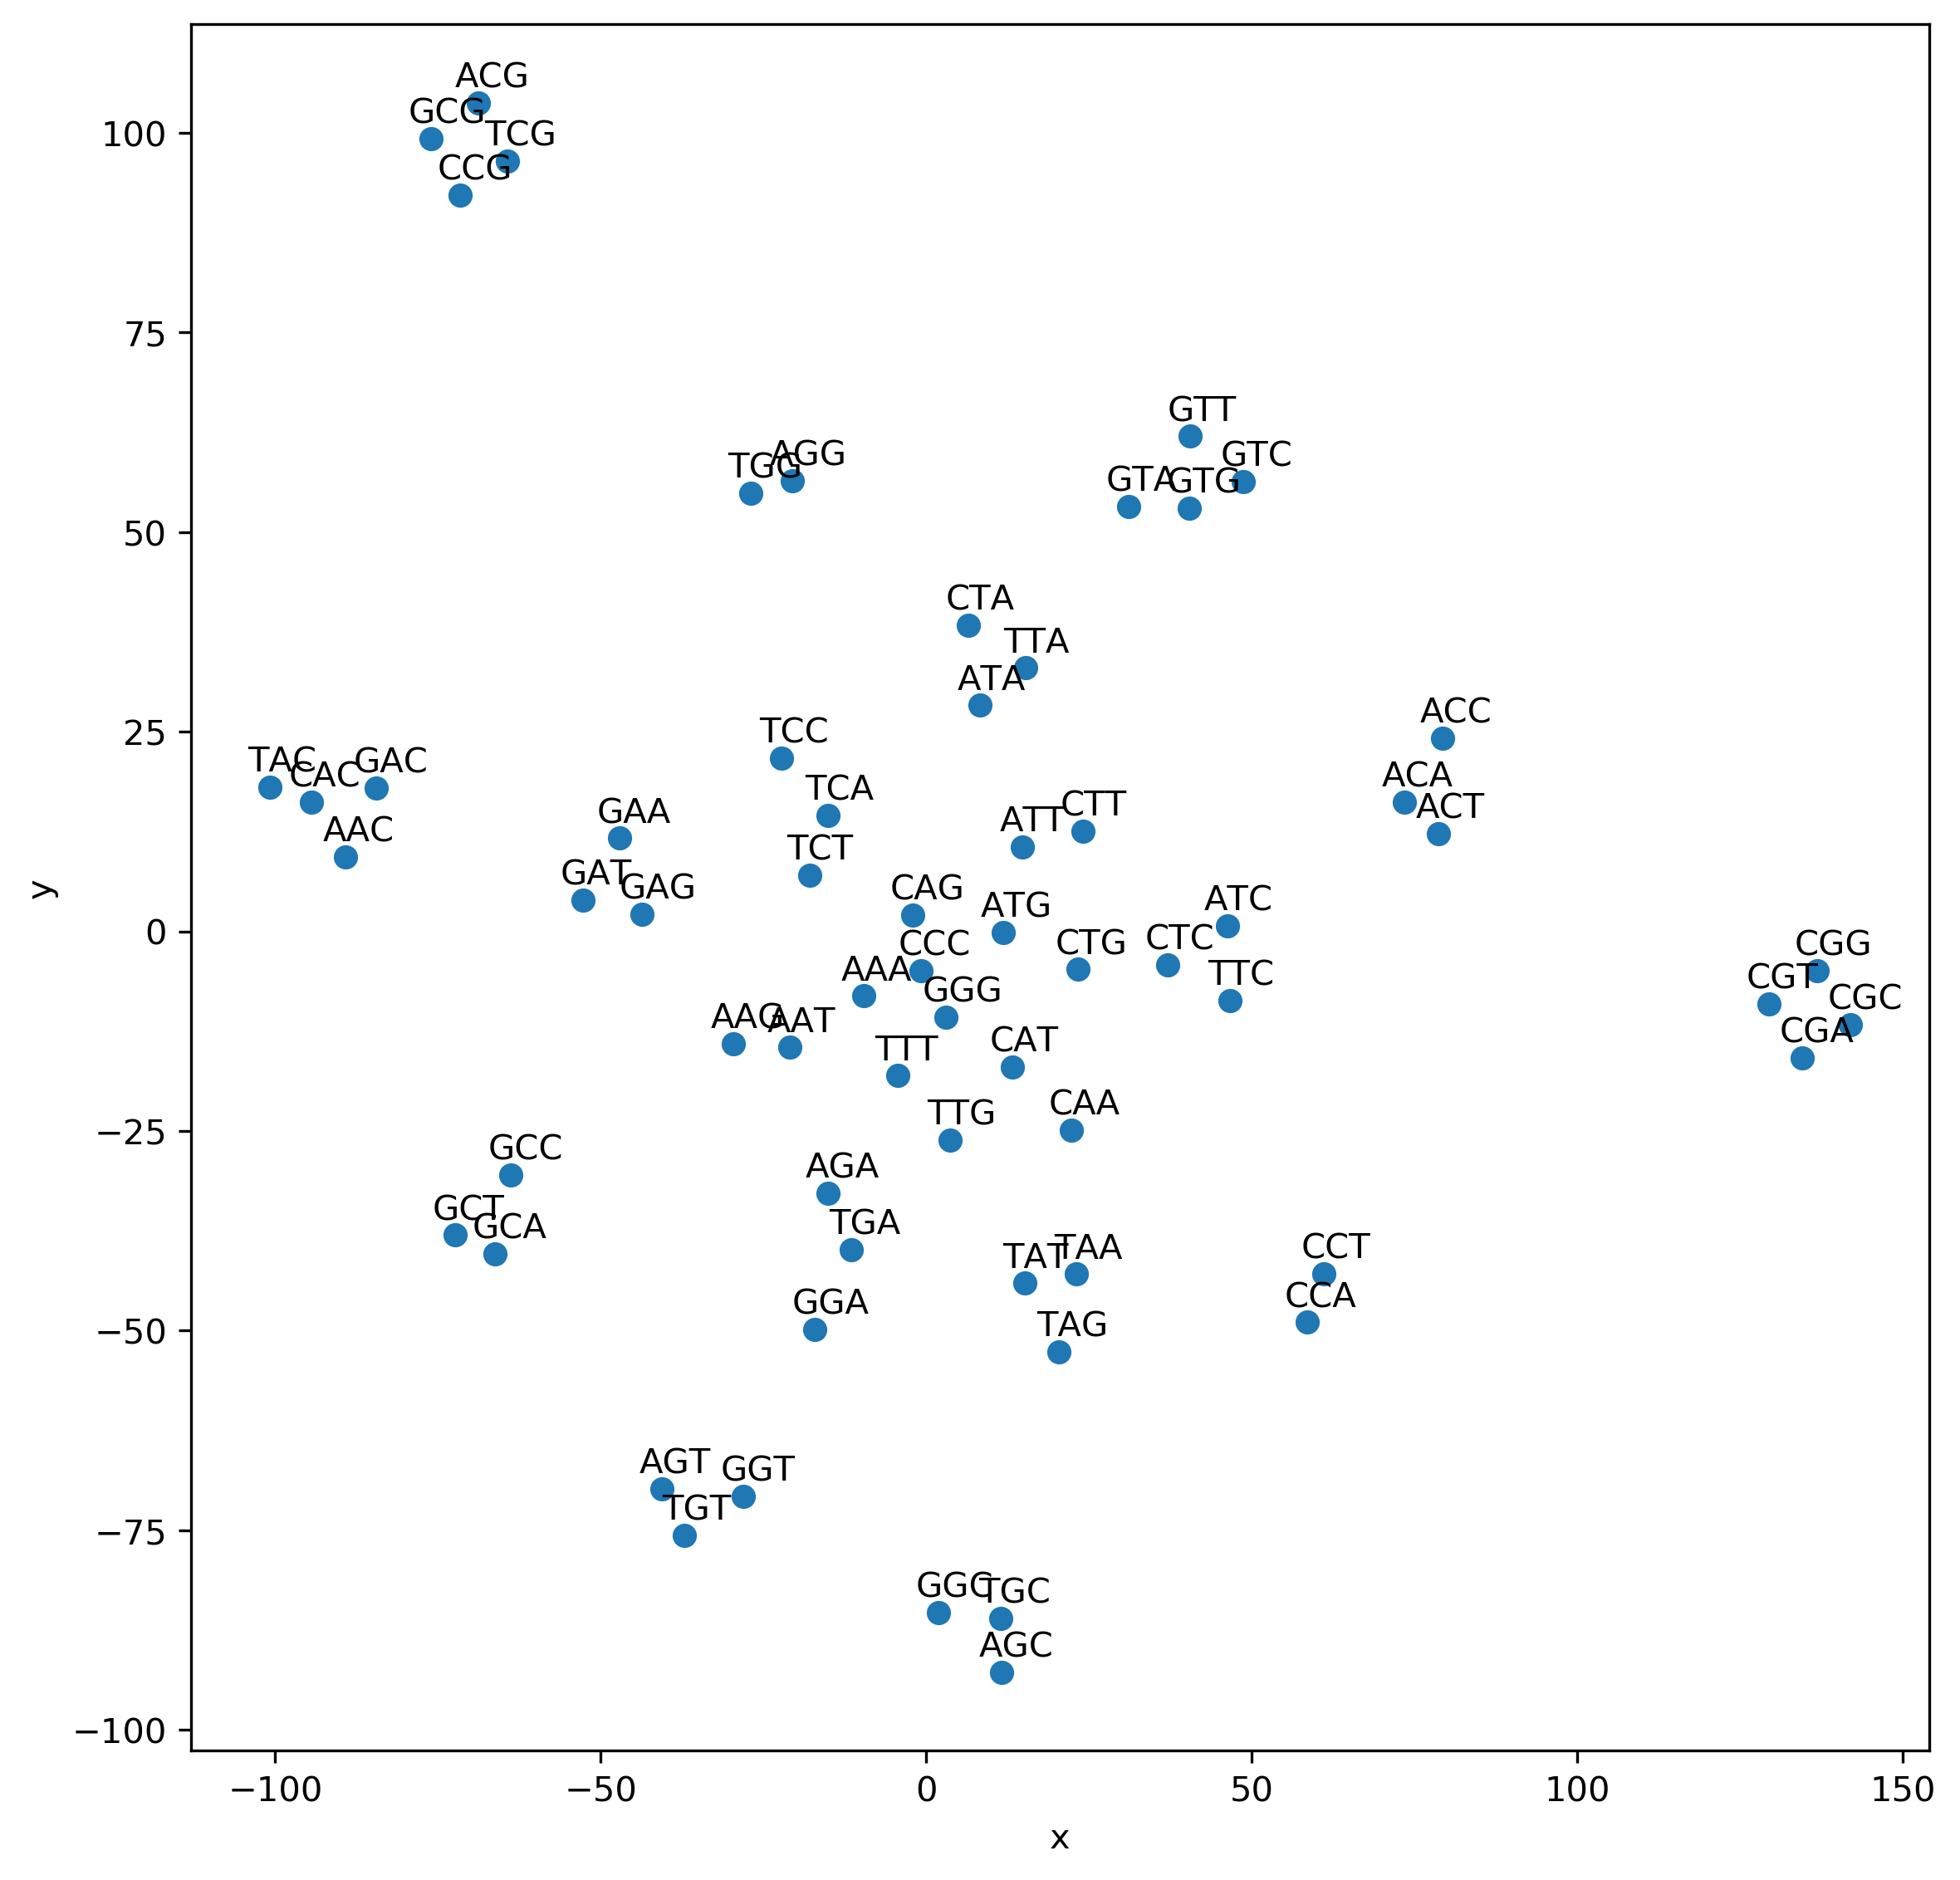 ACG
GCG
TCG
CCG
GTT
AGG
TGG
GTC
GTA
GTG
CTA
TTA
ATA
ACC
TCC
TAC
CAC
GAC
TCA
ACA
ACT
GAA
CTT
ATT
AAC
TCT
GAT
GAG
CAG
ATG
ATC
CCC
CTG
CTC
CGG
AAA
TTC
CGT
GGG
CGC
AAG
AAT
CGA
TTT
CAT
TTG
CAA
GCC
AGA
GCT
GCA
TGA
TAT
TAA
CCT
GGA
CCA
TAG
AGT
GGT
TGT
GGC
TGC
AGC
100
75
50
25
0
−25
−50
−75
−100
y
−100
−50
0
50
100
150
x